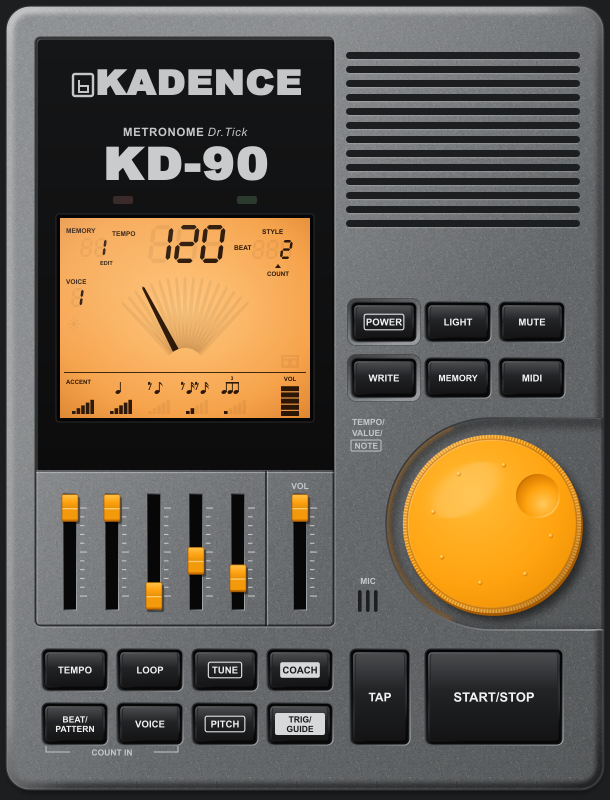 KADENCE
METRONOME Dr.Tick
KD-90
MEMORY
1
EDIT
TEMPO
120
BEAT
STYLE
2
COUNT
VOICE
1
ACCENT
3
VOL
VOL
POWER
LIGHT
MUTE
WRITE
MEMORY
MIDI
TEMPO/
VALUE/
NOTE
MIC
TEMPO
LOOP
TUNE
COACH
BEAT/
PATTERN
VOICE
PITCH
TRIG/
GUIDE
COUNT IN
TAP
START/STOP